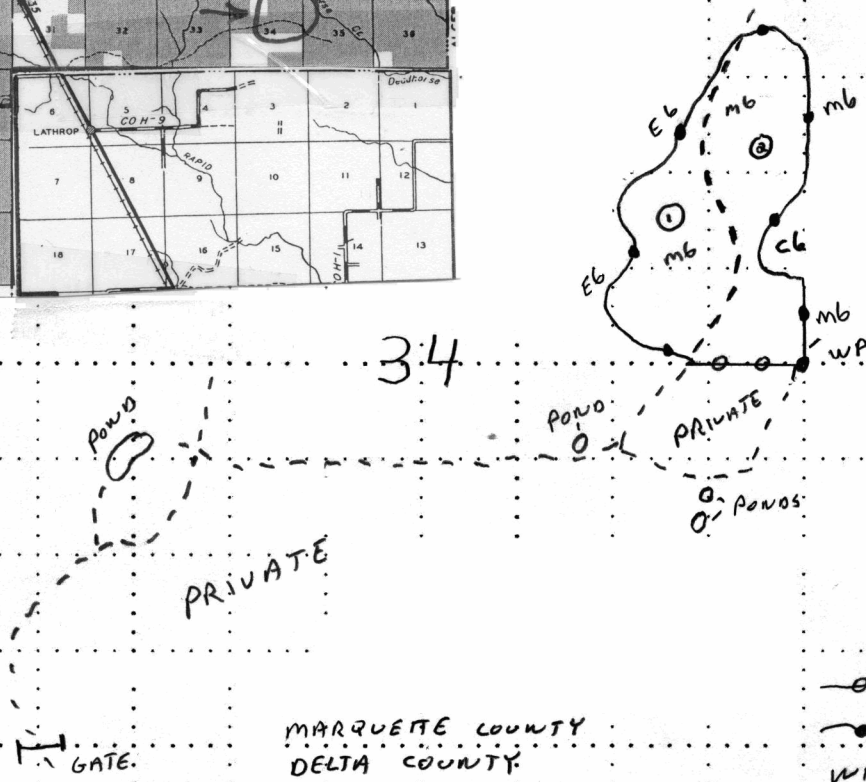 35
31 32 33 34 35 36
Deadhorse
6 5 4 3 2 1
CO H-9
LATHROP
RAPID
7 8 9 10 11 12
18 17 16 15 14 13
E6 M6 M6
2
1
M6 C6
E6
M6
WP
34
POND
POND
PRIVATE
PONDS
PRIVATE
MARQUETTE COUNTY
GATE. DELTA COUNTY.